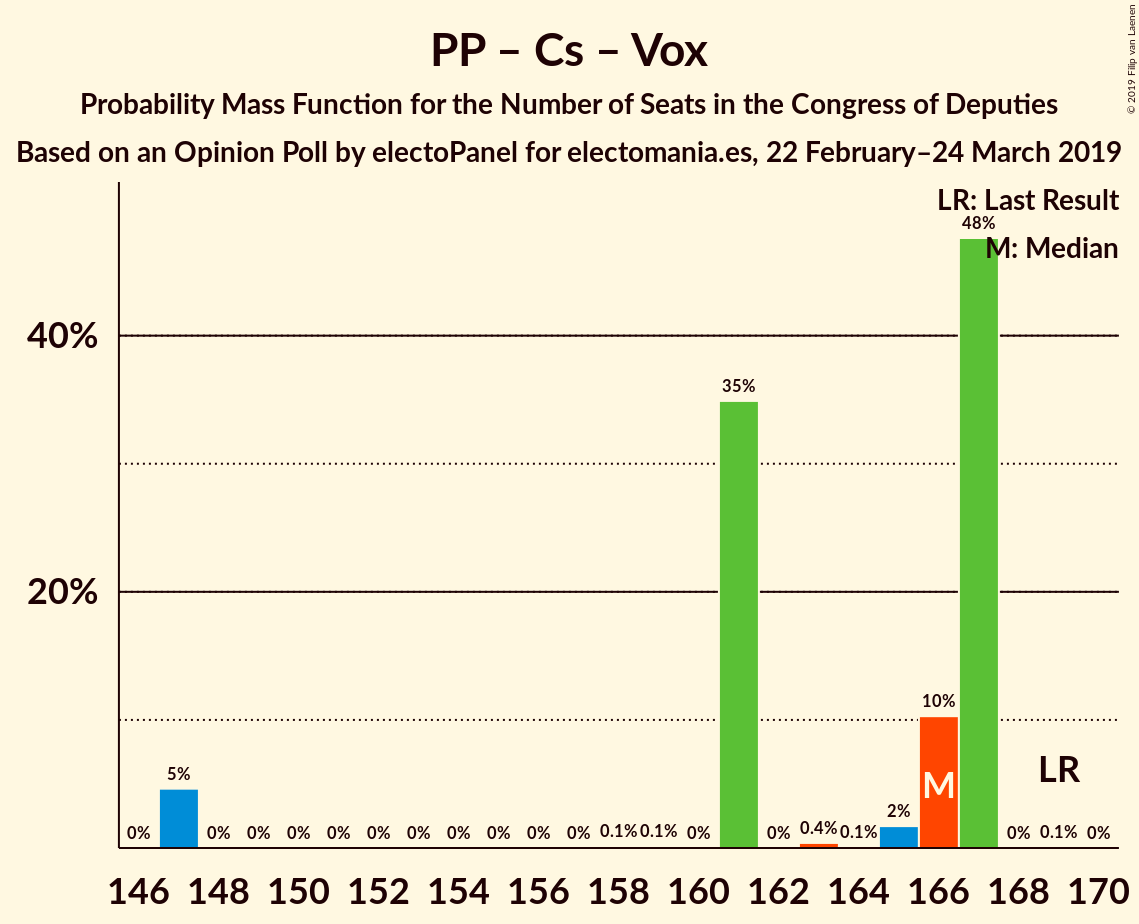 PP – Cs – Vox
Probability Mass Function for the Number of Seats in the Congress of Deputies
Based on an Opinion Poll by electoPanel for electomania.es, 22 February–24 March 2019
© 2019 Filip van Laenen
LR: Last Result
M: Median
48%
40%
35%
20%
10%
5%
2%
M
LR
0% 0% 0% 0% 0% 0% 0% 0% 0% 0% 0% 0.1% 0.1% 0% 0% 0.4% 0.1% 0% 0.1% 0%
146 148 150 152 154 156 158 160 162 164 166 168 170